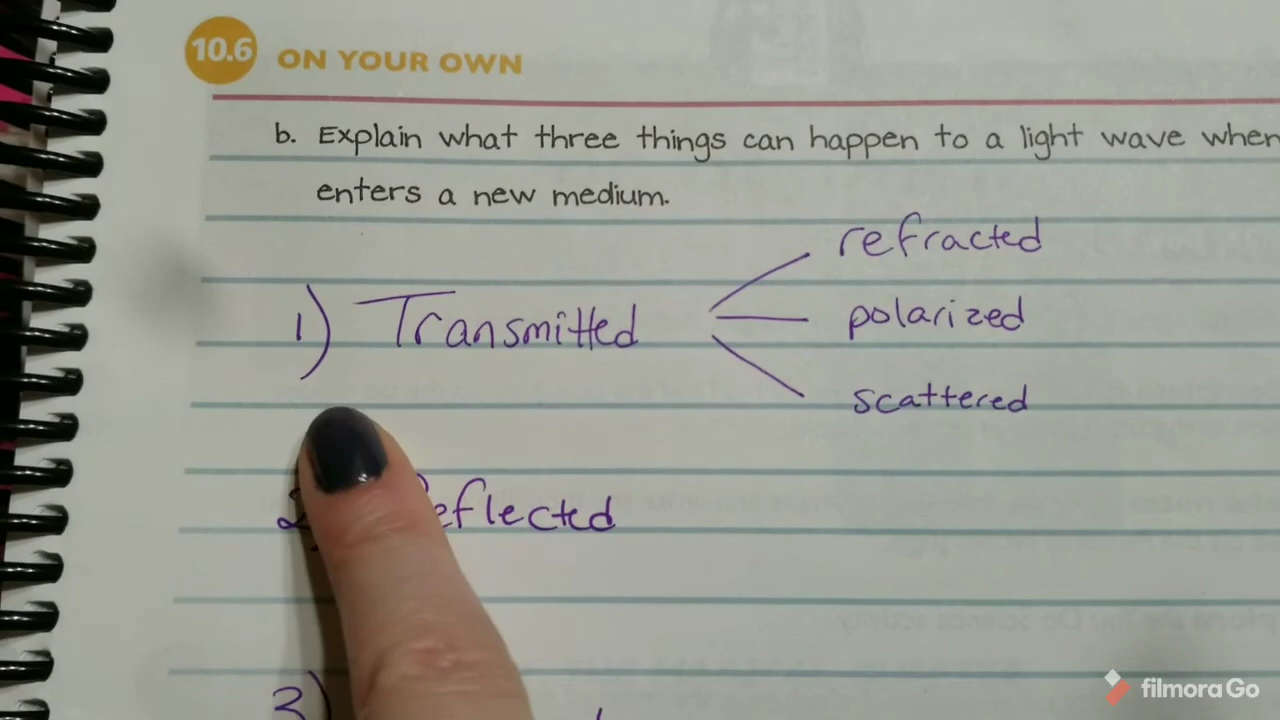 10.6 ON YOUR OWN
b. Explain what three things can happen to a light wave when
enters a new medium.
refracted
1) Transmitted
polarized
scattered
eflected
3)
filmora Go